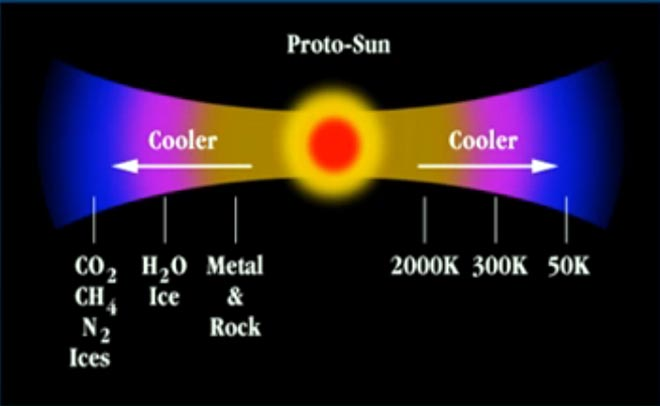 Proto-Sun
Cooler
Cooler
CO₂ H₂O Metal 2000K 300K 50K
CH₄ Ice &
N₂ Rock
Ices